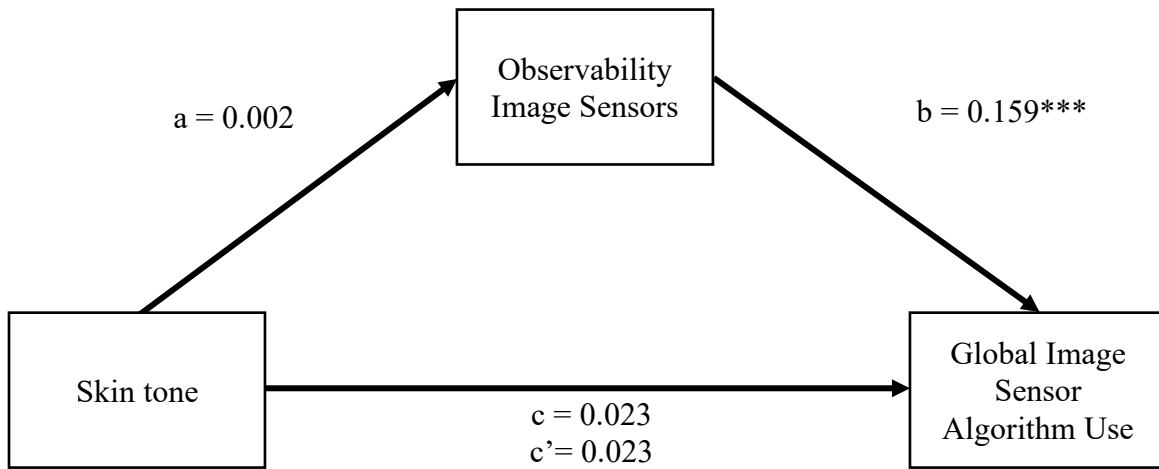 Observability
Image Sensors
a = 0.002
b = 0.159***
Skin tone
c = 0.023
c’= 0.023
Global Image
Sensor
Algorithm Use